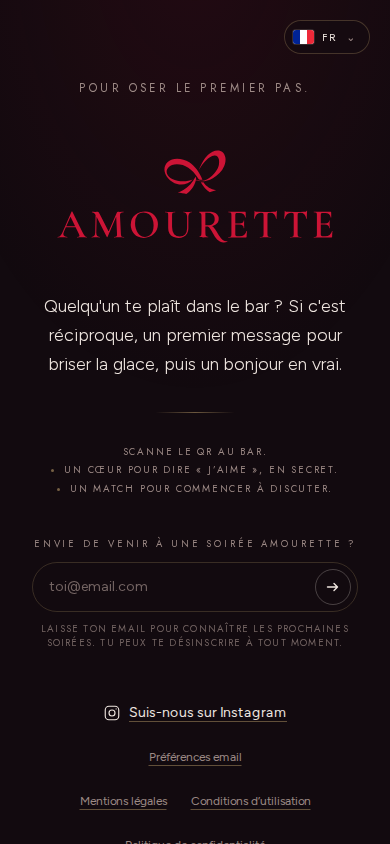 FR
POUR OSER LE PREMIER PAS.
AMOURETTE
Quelqu'un te plaît dans le bar ? Si c'est
réciproque, un premier message pour
briser la glace, puis un bonjour en vrai.
SCANNE LE QR AU BAR.
• UN CŒUR POUR DIRE « J'AIME », EN SECRET.
• UN MATCH POUR COMMENCER À DISCUTER.
ENVIE DE VENIR À UNE SOIRÉE AMOURETTE ?
toi@email.com
LAISSE TON EMAIL POUR CONNAÎTRE LES PROCHAINES
SOIRÉES. TU PEUX TE DÉSINSCRIRE À TOUT MOMENT.
Suis-nous sur Instagram
Préférences email
Mentions légales Conditions d'utilisation
Politique de confidentialité